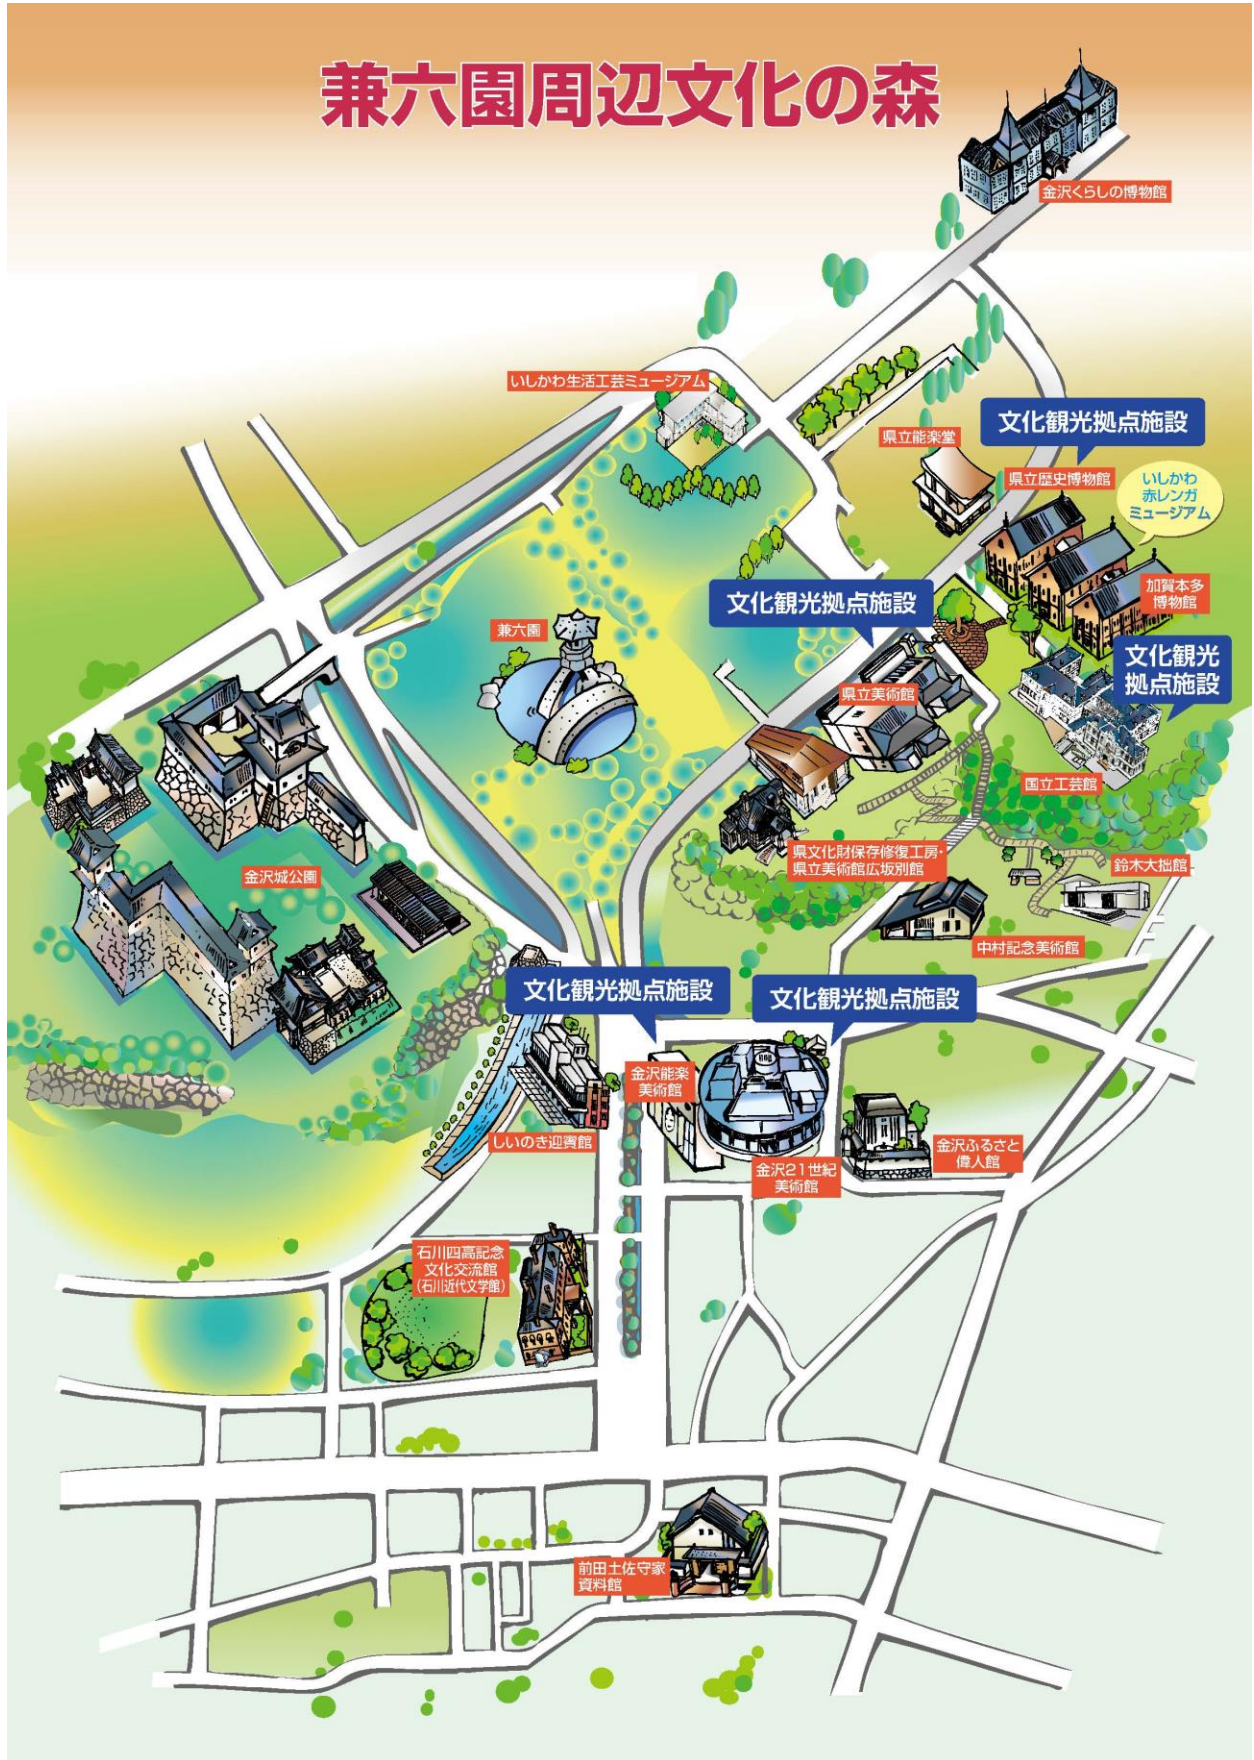 兼六園周辺文化の森
金沢くらしの博物館
いしかわ生活工芸ミュージアム
文化観光拠点施設
県立能楽堂
県立歴史博物館
いしかわ
赤レンガ
ミュージアム
文化観光拠点施設
加賀本多
博物館
兼六園
文化観光
拠点施設
県立美術館
国立工芸館
県文化財保存修復工房・
県立美術館広坂別館
鈴木大拙館
金沢城公園
中村記念美術館
文化観光拠点施設
文化観光拠点施設
金沢能楽
美術館
しいのき迎賓館
金沢ふるさと
偉人館
金沢21世紀
美術館
石川四高記念
文化交流館
(石川近代文学館)
前田土佐守家
資料館